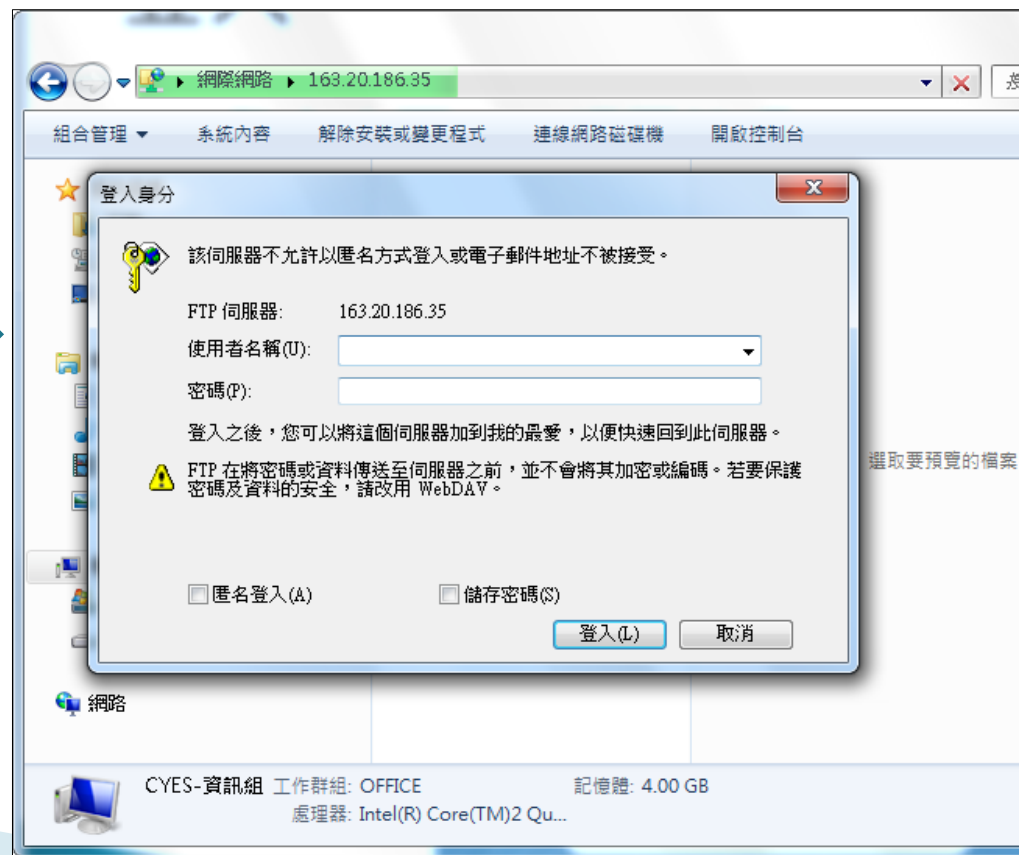 網際網路 163.20.186.35
組合管理 系統內容 解除安裝或變更程式 連線網路磁碟機 開啟控制台
登入身分
該伺服器不允許以匿名方式登入或電子郵件地址不被接受。
FTP 伺服器: 163.20.186.35
使用者名稱(U):
密碼(P):
登入之後，您可以將這個伺服器加到我的最愛，以便快速回到此伺服器。
選取要預覽的檔案
FTP 在將密碼或資料傳送至伺服器之前，並不會將其加密或編碼。若要保護
密碼及資料的安全，請改用 WebDAV。
匿名登入(A) 儲存密碼(S)
登入(L) 取消
網路
CYES-資訊組 工作群組: OFFICE 記憶體: 4.00 GB
處理器: Intel(R) Core(TM)2 Qu...